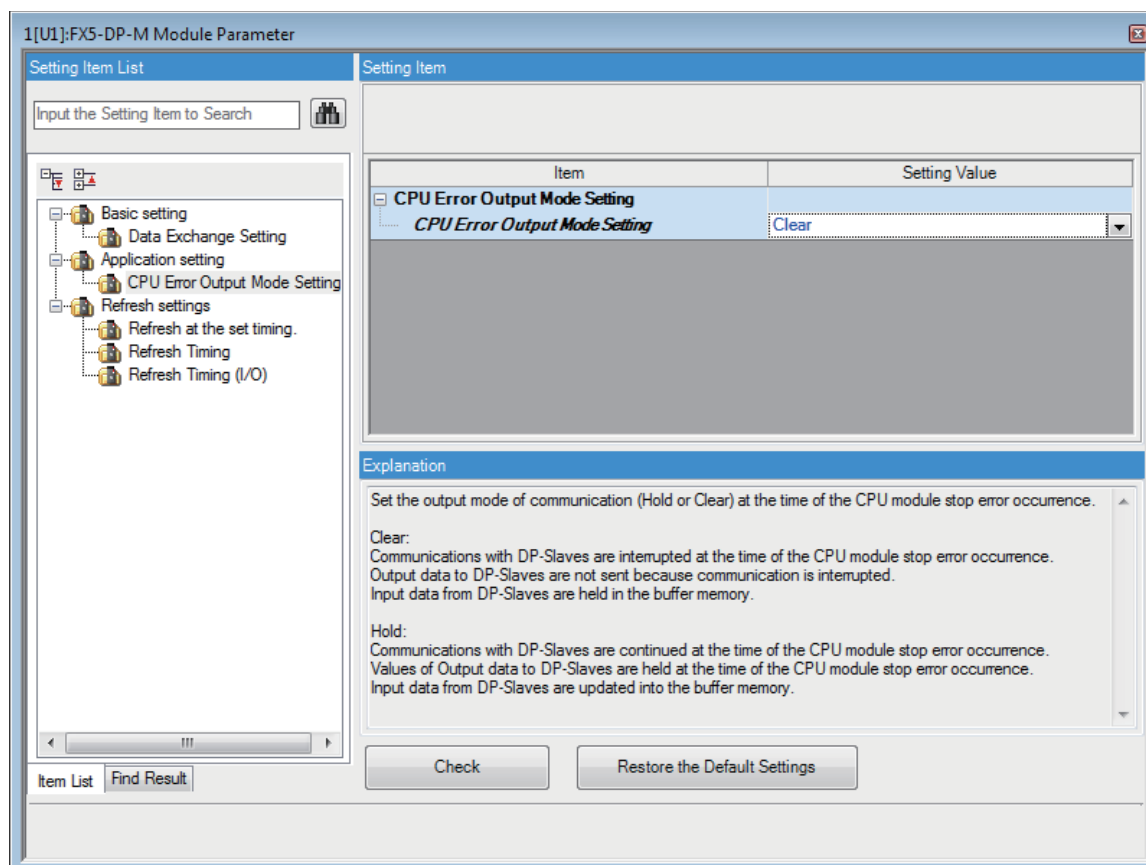 1[U1]:FX5-DP-M Module Parameter
Setting Item List
Input the Setting Item to Search
Basic setting
Data Exchange Setting
Application setting
CPU Error Output Mode Setting
Refresh settings
Refresh at the set timing.
Refresh Timing
Refresh Timing (I/O)
Item List
Find Result
Setting Item
Item
Setting Value
CPU Error Output Mode Setting
CPU Error Output Mode Setting
Clear
Explanation
Set the output mode of communication (Hold or Clear) at the time of the CPU module stop error occurrence.
Clear:
Communications with DP-Slaves are interrupted at the time of the CPU module stop error occurrence.
Output data to DP-Slaves are not sent because communication is interrupted.
Input data from DP-Slaves are held in the buffer memory.
Hold:
Communications with DP-Slaves are continued at the time of the CPU module stop error occurrence.
Values of Output data to DP-Slaves are held at the time of the CPU module stop error occurrence.
Input data from DP-Slaves are updated into the buffer memory.
Check
Restore the Default Settings